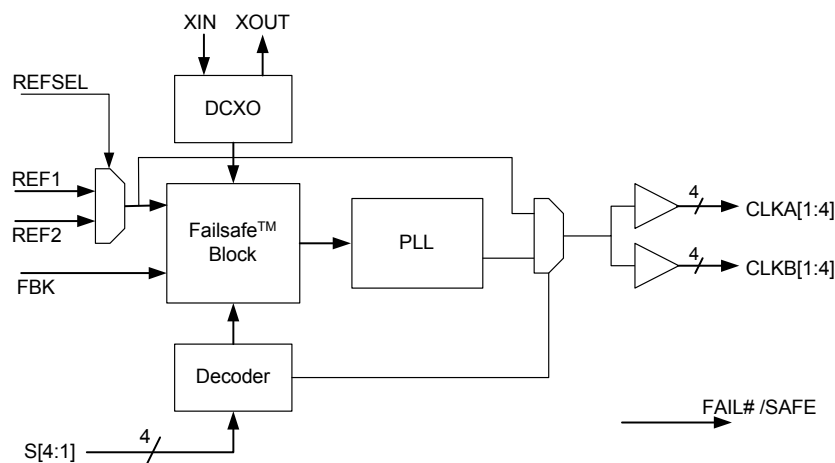 XIN XOUT
REFSEL
DCXO
REF1
REF2
Failsafe™
Block
PLL
4
CLKA[1:4]
4
CLKB[1:4]
FBK
Decoder
FAIL# /SAFE
4
S[4:1]